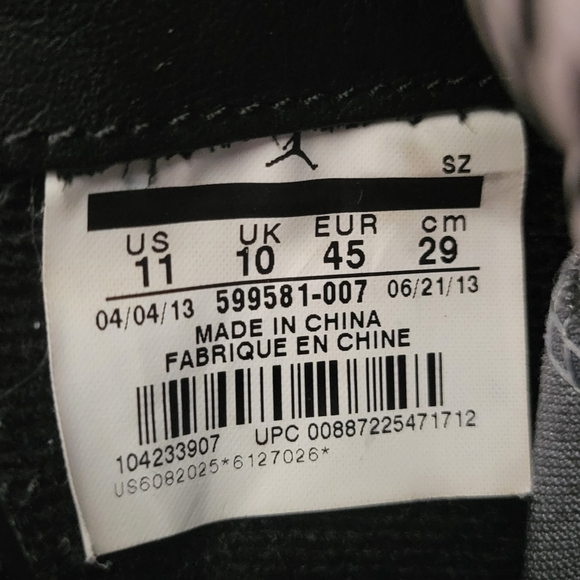 SZ
US UK EUR cm
11 10 45 29
04/04/13 599581-007 06/21/13
MADE IN CHINA
FABRIQUE EN CHINE
104233907 UPC 00887225471712
US6082025*6127026*